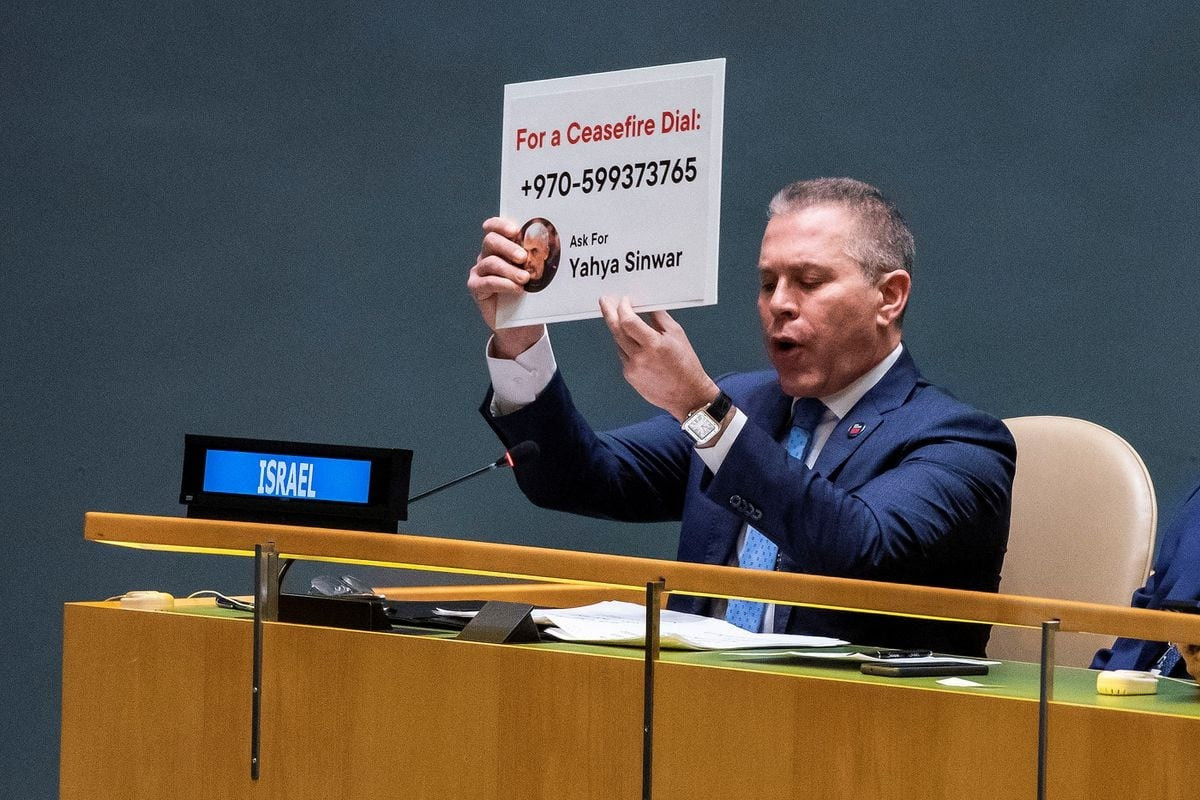 For a Ceasefire Dial:
+970-599373765
Ask For
Yahya Sinwar
ISRAEL